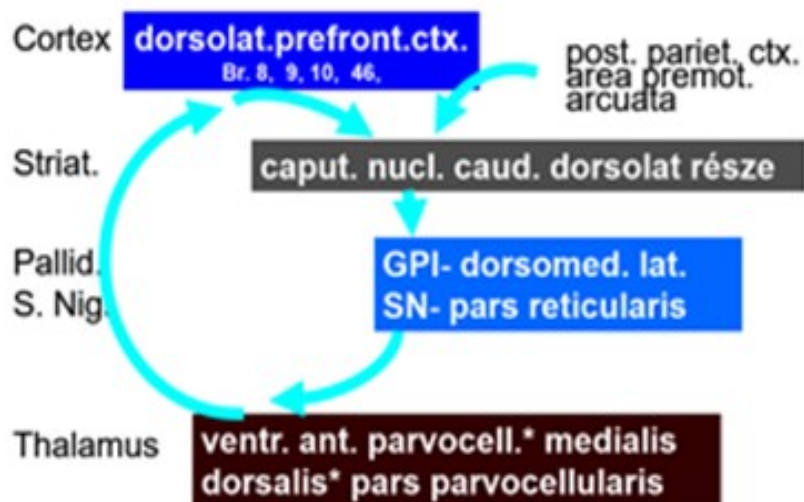 Cortex
dorsolat.prefront.ctx.
Br. 8, 9, 10, 46,
post. pariet. ctx.
area premot.
arcuata
Striat.
caput. nucl. caud. dorsolat része
Pallid.
S. Nig.
GPI- dorsomed. lat.
SN- pars reticularis
Thalamus
ventr. ant. parvocell.* medialis
dorsalis* pars parvocellularis